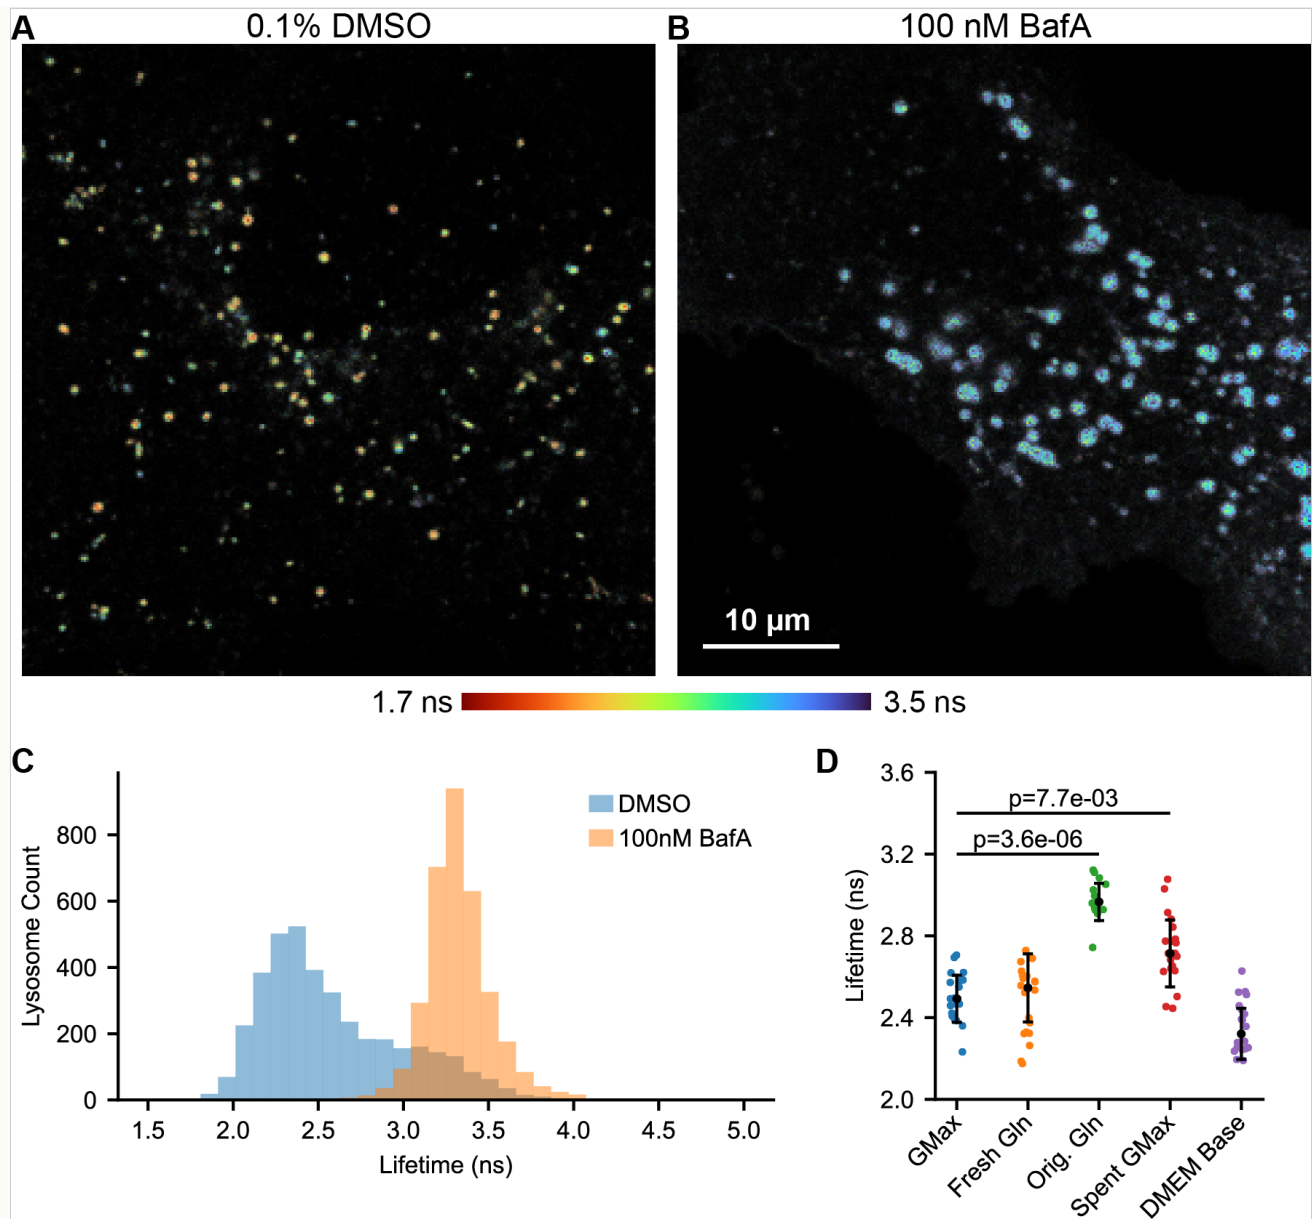 A
0.1% DMSO
B
100 nM BafA
10 µm
1.7 ns
3.5 ns
C
Lysosome Count
800
600
400
200
0
1.5 2.0 2.5 3.0 3.5 4.0 4.5 5.0
Lifetime (ns)
DMSO
100nM BafA
D
Lifetime (ns)
3.6
3.2
2.8
2.4
2.0
p=7.7e-03
p=3.6e-06
GMax
Fresh Gln
Orig. Gln
Spent GMax
DMEM Base